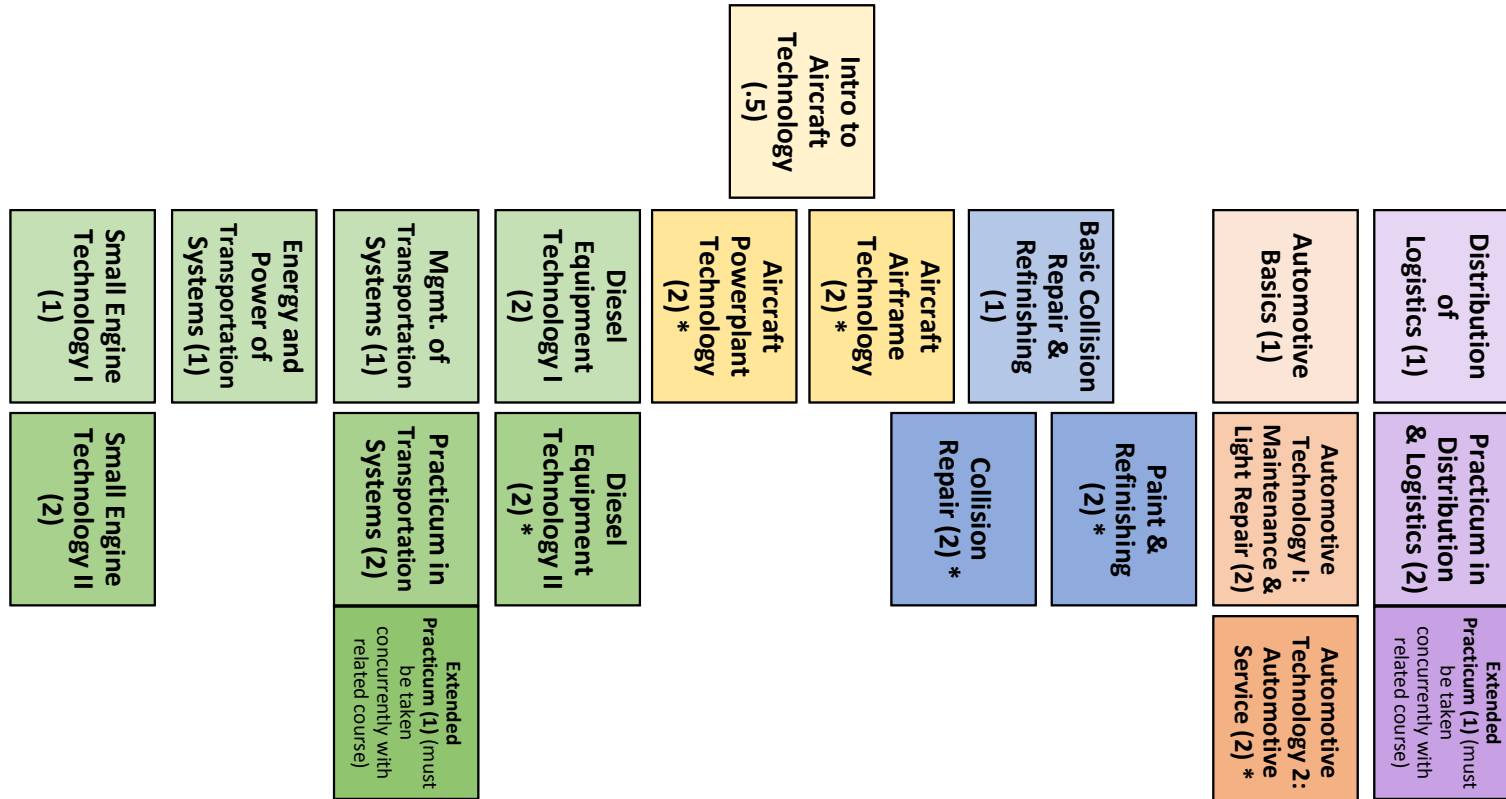 Distribution
of
Logistics (1)
Practicum in
Distribution
& Logistics (2)
Extended
Practicum (1) (must
be taken
concurrently with
related course)
Automotive
Basics (1)
Automotive
Technology I:
Maintenance &
Light Repair (2)
Automotive
Technology 2:
Automotive
Service (2) *
Basic Collision
Repair &
Refinishing
(1)
Paint &
Refinishing
(2) *
Collision
Repair (2) *
Intro to
Aircraft
Technology
(.5)
Aircraft
Airframe
Technology
(2) *
Aircraft
Powerplant
Technology
(2) *
Diesel
Equipment
Technology I
(2)
Diesel
Equipment
Technology II
(2) *
Mgmt. of
Transportation
Systems (1)
Practicum in
Transportation
Systems (2)
Extended
Practicum (1) (must
be taken
concurrently with
related course)
Energy and
Power of
Transportation
Systems (1)
Small Engine
Technology I
(1)
Small Engine
Technology II
(2)